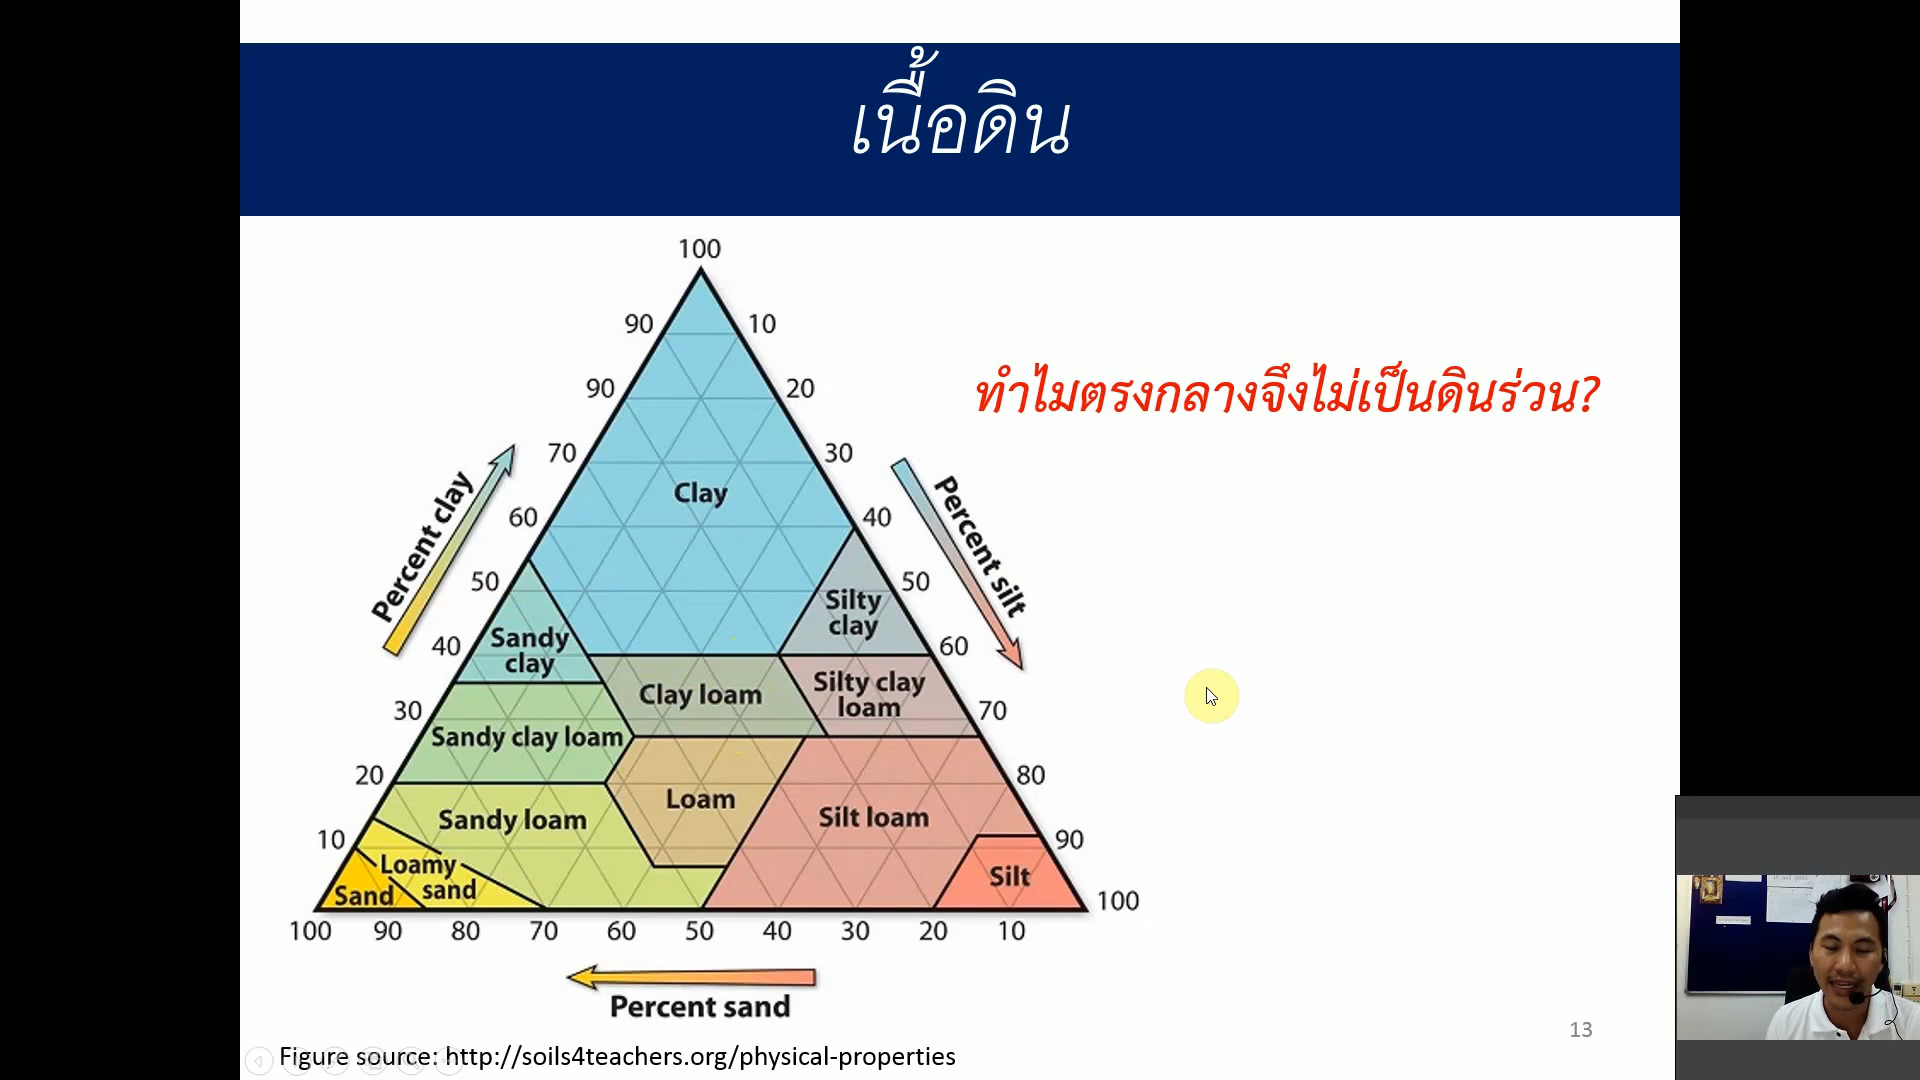 เนื้อดิน
100
90
10
90
20
ทำไมตรงกลางจึงไม่เป็นดินร่วน?
70
30
Clay
60
40
Percent clay
Percent silt
50
50
Silty
clay
40
Sandy
clay
60
Clay loam
Silty clay
loam
30
70
Sandy clay loam
20
80
Loam
Sandy loam
Silt loam
10
90
Loamy
sand
Sand
Silt
100
100 90 80 70 60 50 40 30 20 10
Percent sand
13
Figure source: http://soils4teachers.org/physical-properties